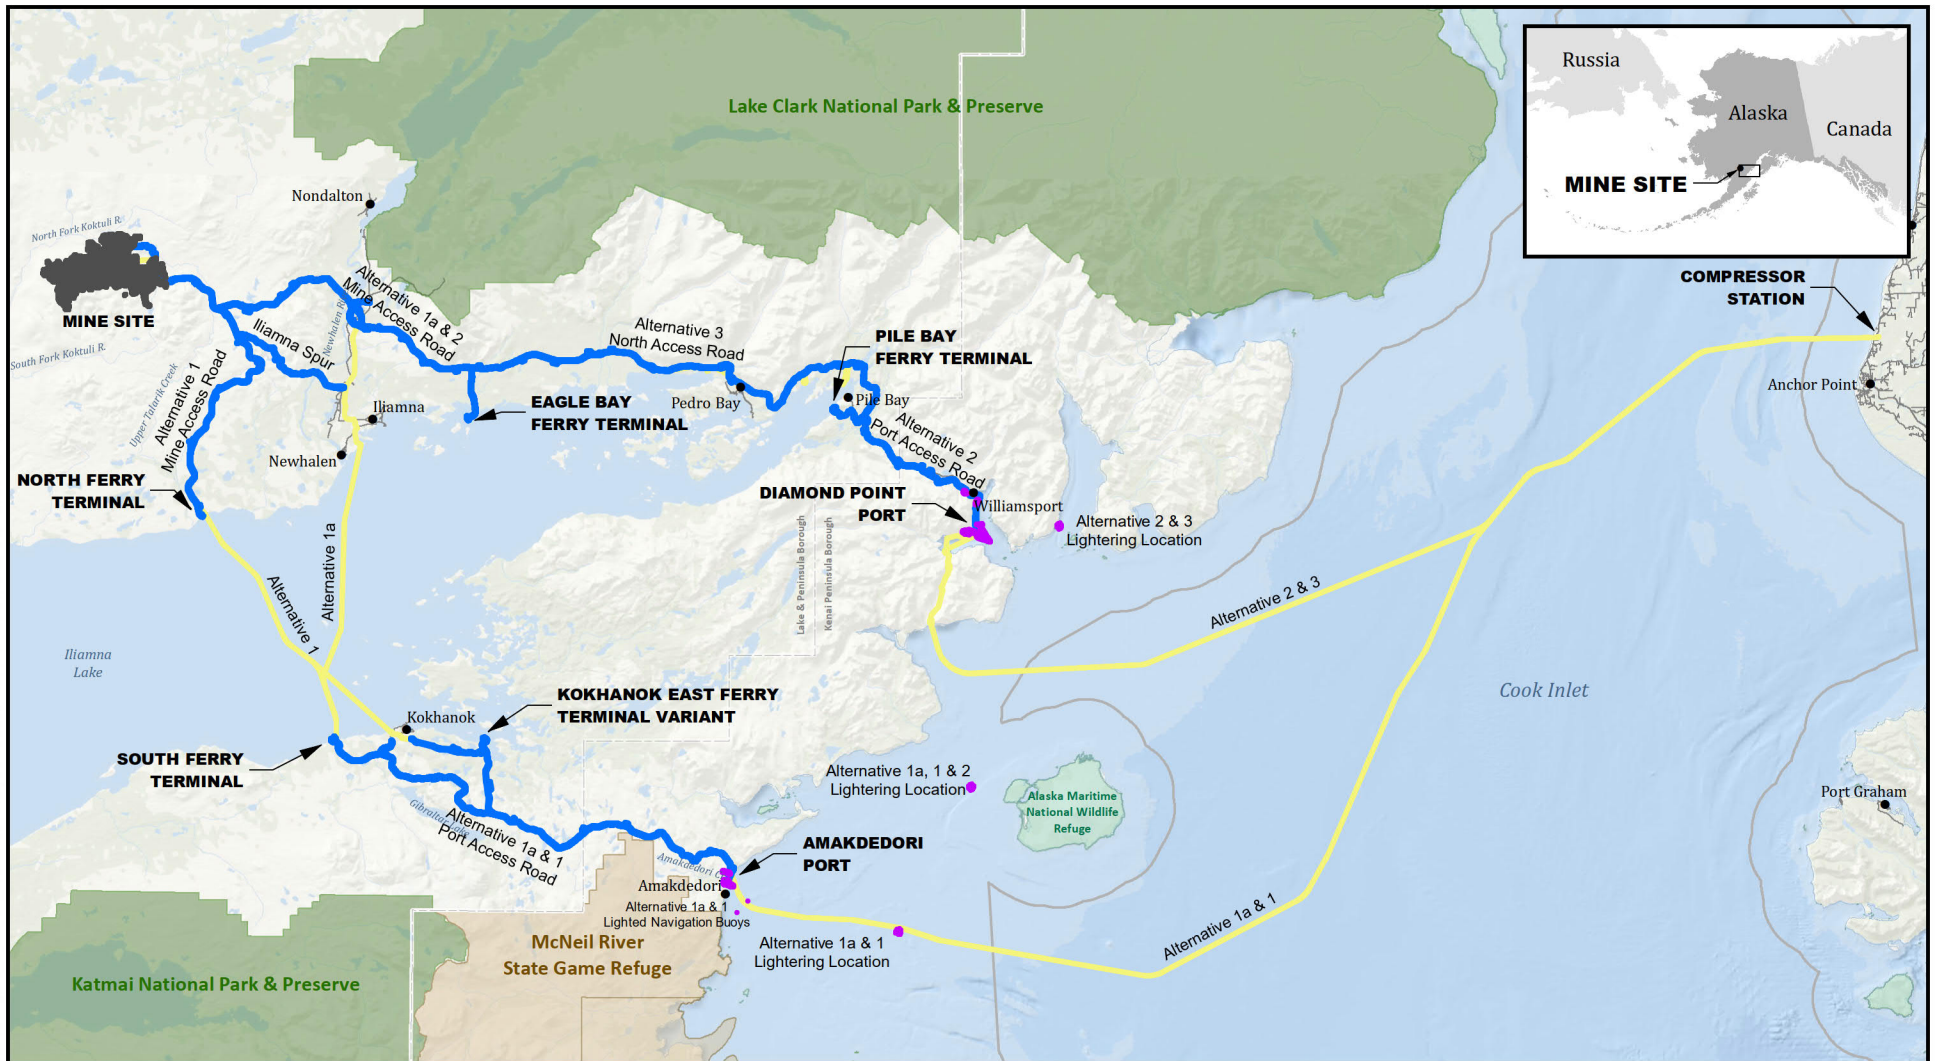 Russia
Alaska
Canada
MINE SITE
Lake Clark National Park & Preserve
Nondalton
North Fork Koktuli R.
MINE SITE
South Fork Koktuli R.
Iliamna Spur
Alternative 1a & 2
Mine Access Road
Alternative 3
North Access Road
COMPRESSOR
STATION
Anchor Point
PILE BAY
FERRY TERMINAL
Pile Bay
Pedro Bay
EAGLE BAY
FERRY TERMINAL
Upper Talarik Creek
Alternative 1
Mine Access Road
Iliamna
Newhalen
NORTH FERRY
TERMINAL
Alternative 2
Port Access Road
DIAMOND POINT
PORT
Williamsport
Alternative 2 & 3
Lightering Location
Lake & Peninsula Borough
Kenai Peninsula Borough
Alternative 1a
Alternative 1
Alternative 2 & 3
Iliamna
Lake
Cook Inlet
Kokhanok
KOKHANOK EAST FERRY
TERMINAL VARIANT
SOUTH FERRY
TERMINAL
Alternative 1a, 1 & 2
Lightering Location
Alaska Maritime
National Wildlife
Refuge
Port Graham
Alternative 1a & 1
Port Access Road
AMAKDEDORI
PORT
Amakdedori
Amakdedori
Alternative 1a & 1
Lighted Navigation Buoys
Alternative 1a & 1
Lightering Location
Alternative 1a & 1
McNeil River
State Game Refuge
Katmai National Park & Preserve